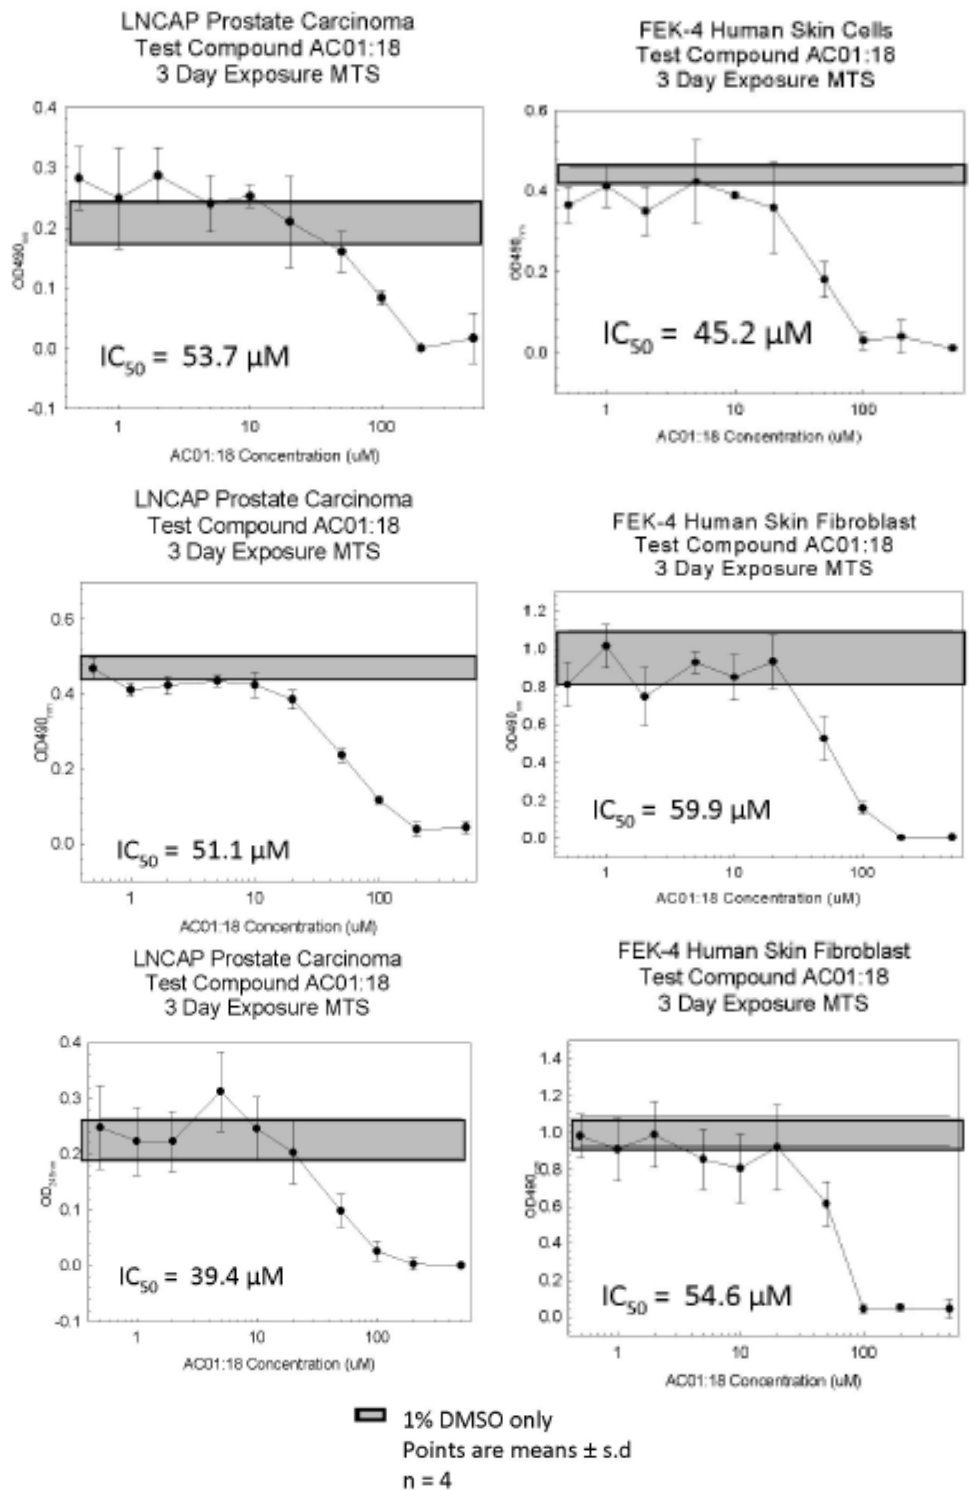 LNCAP Prostate Carcinoma
Test Compound AC01:18
3 Day Exposure MTS
0.4
0.3
0.2
0.1
0.0
-0.1
OD490
IC50 = 53.7 µM
1
10
100
AC01:18 Concentration (uM)
FEK-4 Human Skin Cells
Test Compound AC01:18
3 Day Exposure MTS
0.6
0.4
0.2
0.0
IC50 = 45.2 µM
1
10
100
AC01:18 Concentration (uM)
LNCAP Prostate Carcinoma
Test Compound AC01:18
3 Day Exposure MTS
0.6
0.4
0.2
0.0
OD490
IC50 = 51.1 µM
1
10
100
AC01:18 Concentration (uM)
FEK-4 Human Skin Fibroblast
Test Compound AC01:18
3 Day Exposure MTS
1.2
1.0
0.8
0.6
0.4
0.2
0.0
OD490
IC50 = 59.9 µM
1
10
100
AC01:18 Concentration (uM)
LNCAP Prostate Carcinoma
Test Compound AC01:18
3 Day Exposure MTS
0.4
0.3
0.2
0.1
0.0
-0.1
IC50 = 39.4 µM
1
10
100
AC01:18 Concentration (uM)
FEK-4 Human Skin Fibroblast
Test Compound AC01:18
3 Day Exposure MTS
1.4
1.2
1.0
0.8
0.6
0.4
0.2
0.0
OD490
IC50 = 54.6 µM
1
10
100
AC01:18 Concentration (uM)
1% DMSO only
Points are means ± s.d
n = 4